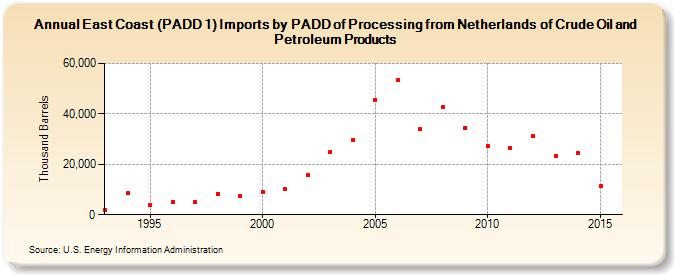 Annual East Coast (PADD 1) Imports by PADD of Processing from Netherlands of Crude Oil and
Petroleum Products
Thousand Barrels
60,000
40,000
20,000
0
1995 2000 2005 2010 2015
Source: U.S. Energy Information Administration